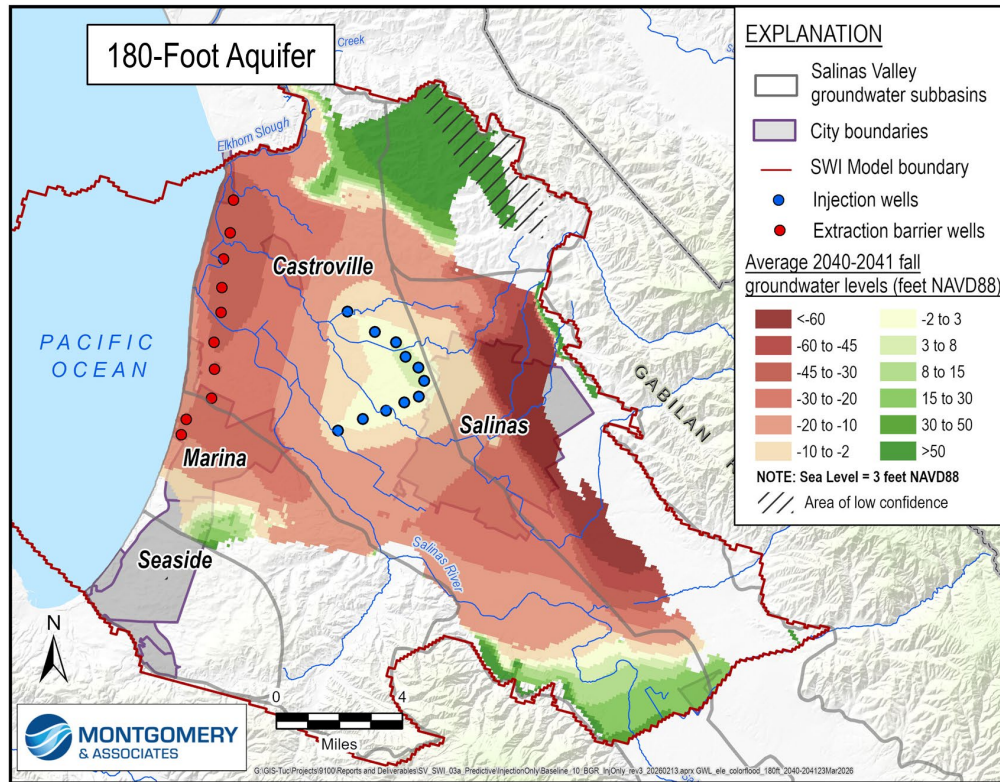 180-Foot Aquifer
Creek
Elkhorn Slough
Castroville
PACIFIC
OCEAN
Salinas
GABILAN
Marina
Salinas
River
Seaside
N
0 4
Miles
MONTGOMERY
& ASSOCIATES
EXPLANATION
Salinas Valley
groundwater subbasins
City boundaries
SWI Model boundary
Injection wells
Extraction barrier wells
Average 2040-2041 fall
groundwater levels (feet NAVD88)
<-60
-60 to -45
-45 to -30
-30 to -20
-20 to -10
-10 to -2
-2 to 3
3 to 8
8 to 15
15 to 30
30 to 50
>50
NOTE: Sea Level = 3 feet NAVD88
Area of low confidence